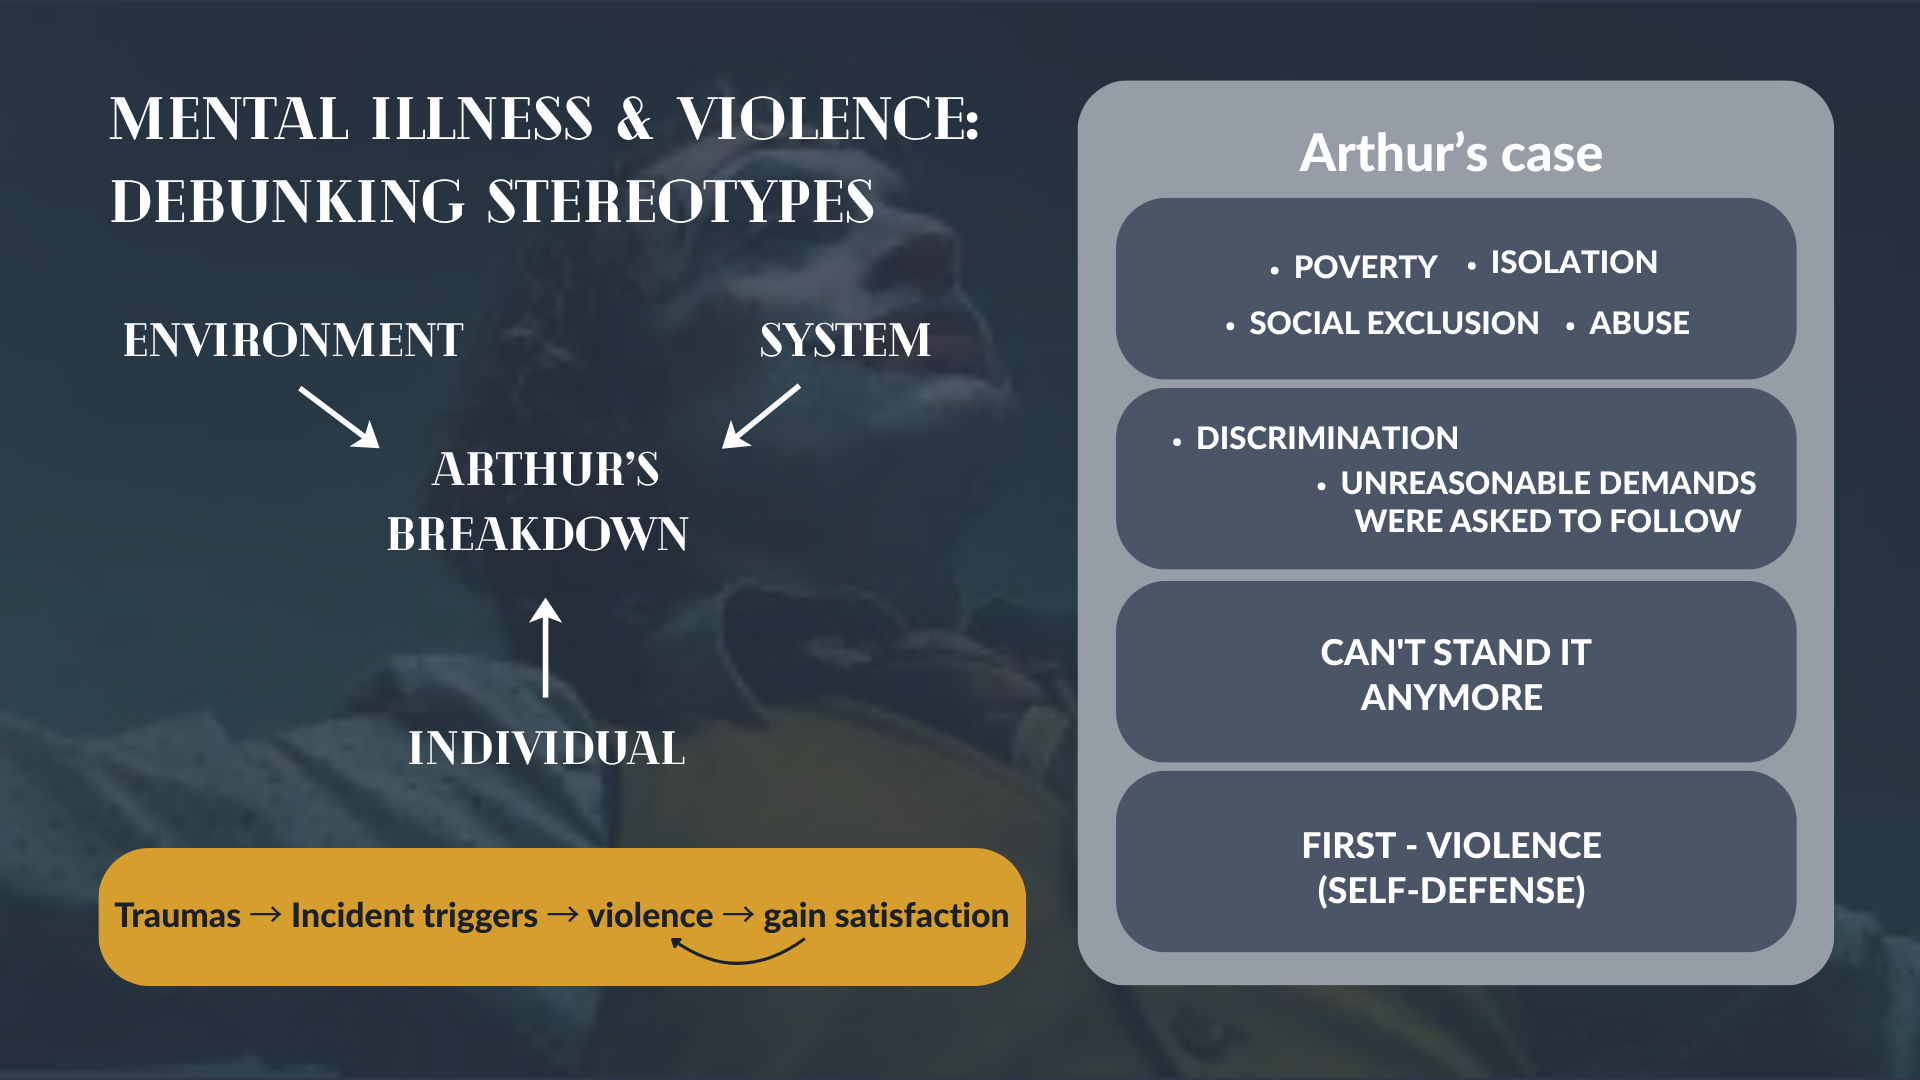 MENTAL ILLNESS & VIOLENCE:
DEBUNKING STEREOTYPES
ENVIRONMENT
SYSTEM
ARTHUR'S
BREAKDOWN
INDIVIDUAL
Traumas → Incident triggers → violence → gain satisfaction
Arthur's case
• POVERTY • ISOLATION
• SOCIAL EXCLUSION • ABUSE
• DISCRIMINATION
• UNREASONABLE DEMANDS
WERE ASKED TO FOLLOW
CAN'T STAND IT
ANYMORE
FIRST - VIOLENCE
(SELF-DEFENSE)